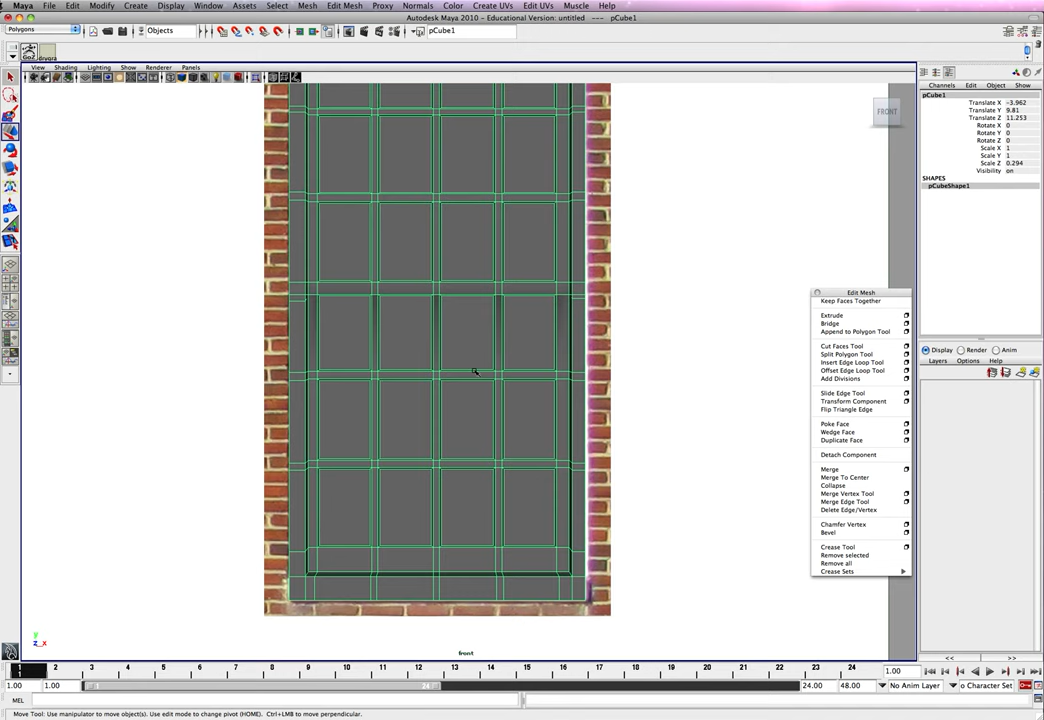 Maya File Edit Modify Create Display Window Assets Select Mesh Edit Mesh Proxy Normals Color Create UVs Edit UVs Muscle Help
Autodesk Maya 2010 - Educational Version: untitled --- pCube1
Polygons
Objects
pCube1
View Shading Lighting Show Renderer Panels
FRONT
Channels Edit Object Show
pCube1
Translate X -3.962
Translate Y 9.81
Translate Z 11.253
Rotate X 0
Rotate Y 0
Rotate Z 0
Scale X 1
Scale Y 1
Scale Z 0.294
Visibility on
SHAPES
pCubeShape1
Edit Mesh
Keep Faces Together
Extrude
Bridge
Append to Polygon Tool
Cut Faces Tool
Split Polygon Tool
Insert Edge Loop Tool
Offset Edge Loop Tool
Add Divisions
Slide Edge Tool
Transform Component
Flip Triangle Edge
Poke Face
Wedge Face
Duplicate Face
Detach Component
Merge
Merge To Center
Collapse
Merge Vertex Tool
Merge Edge Tool
Delete Edge/Vertex
Chamfer Vertex
Bevel
Crease Tool
Remove selected
Remove all
Crease Sets
Display Render Anim
Layers Options Help
<< >>
y
z x
front
1 2 3 4 5 6 7 8 9 10 11 12 13 14 15 16 17 18 19 20 21 22 23 24 1.00
1.00 1.00 1 24 24.00 48.00 No Anim Layer o Character Set
MEL
Move Tool: Use manipulator to move object(s). Use edit mode to change pivot (HOME). Ctrl+LMB to move perpendicular.